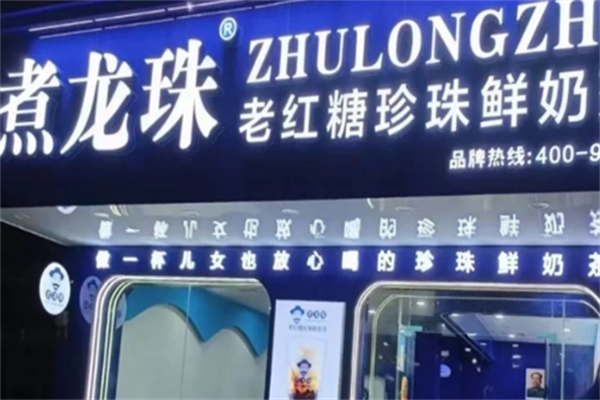 煮龙珠® ZHULONGZH
老红糖珍珠鲜奶
品牌热线:400-9
做一杯儿女也放心喝的珍珠鲜奶茶